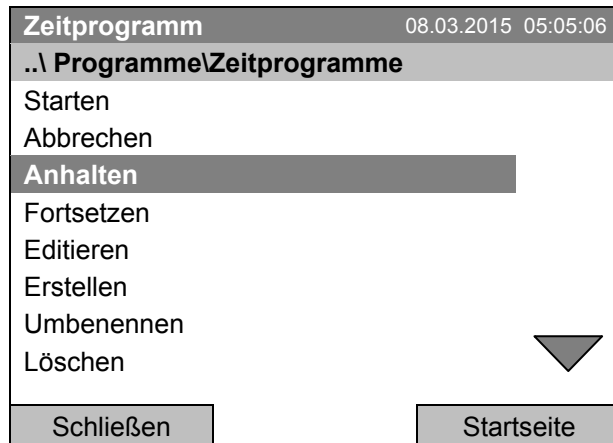 Zeitprogramm 08.03.2015 05:05:06
..\ Programme\Zeitprogramme
Starten
Abbrechen
Anhalten
Fortsetzen
Editieren
Erstellen
Umbenennen
Löschen
Schließen Startseite